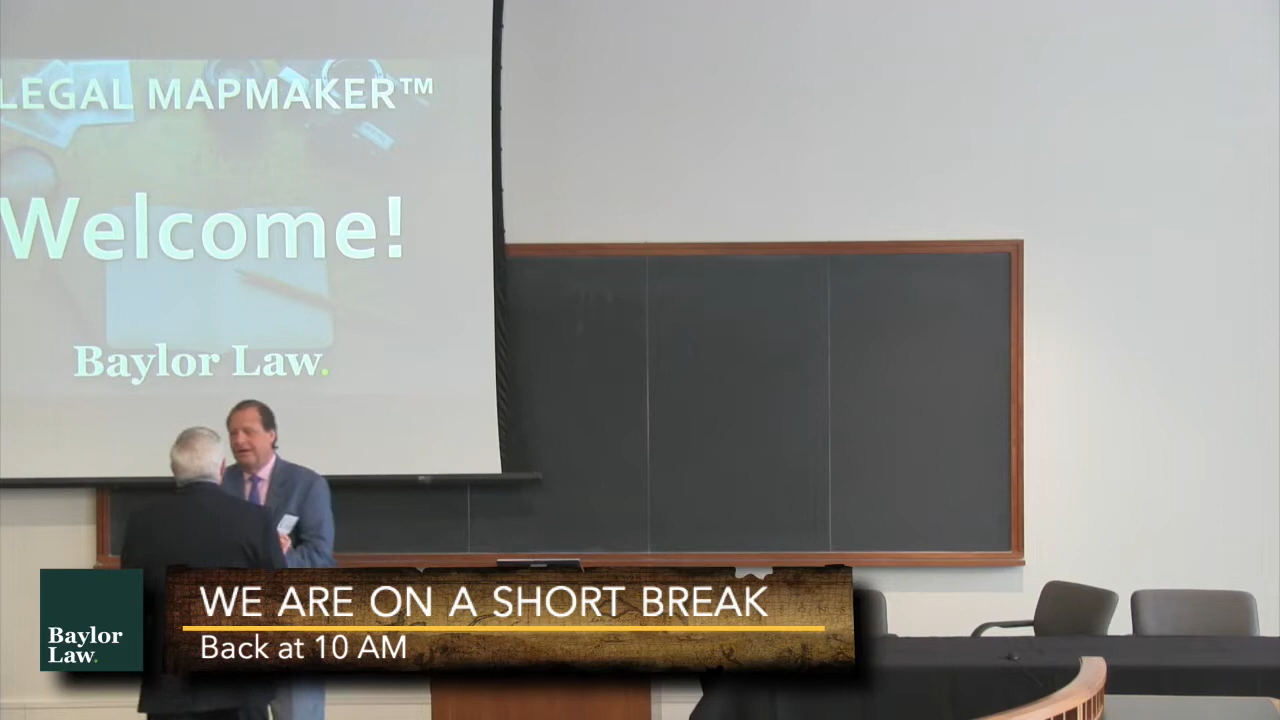 LEGAL MAPMAKER™
Welcome!
Baylor Law.
WE ARE ON A SHORT BREAK
Back at 10 AM
Baylor
Law.